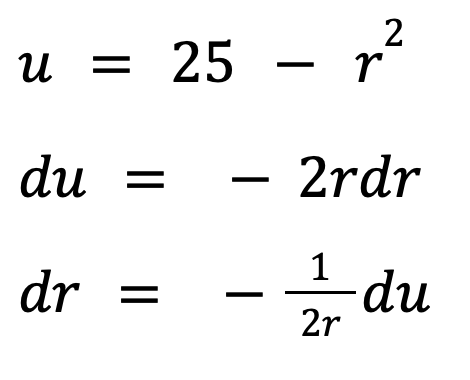 u = 25 − r²
du = − 2rdr
dr = − 1/2r du